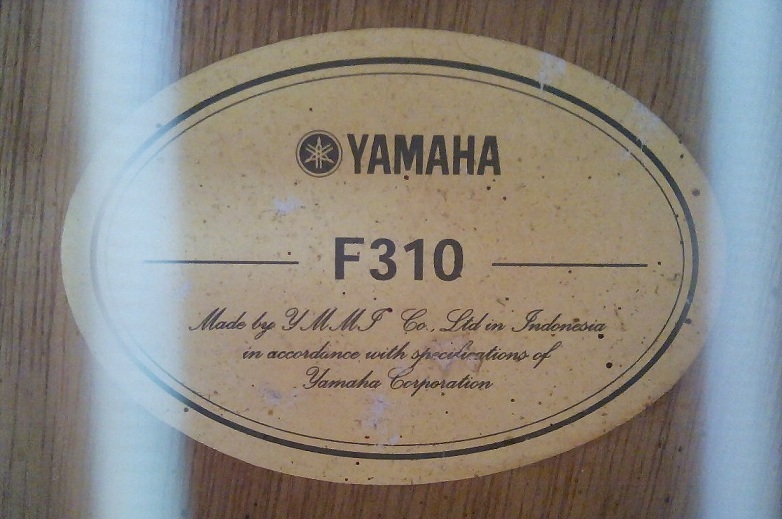 YAMAHA
F310
Made by YMMI Co., Ltd in Indonesia
in accordance with specifications of
Yamaha Corporation